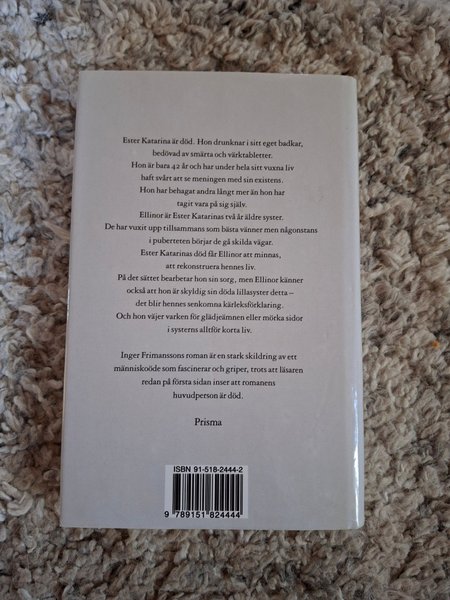 Ester Katarina är död. Hon drunknar i sitt eget badkar,
bedövad av smärta och värktabletter.
Hon är bara 42 år och har under hela sitt vuxna liv
haft svårt att se meningen med sin existens.
Hon har behagat andra långt mer än hon har
tagit vara på sig själv.
Ellinor är Ester Katarinas två år äldre syster.
De har vuxit upp tillsammans som bästa vänner men någonstans
i puberteten börjar de gå skilda vägar.
Ester Katarinas död får Ellinor att minnas,
att rekonstruera hennes liv.
På det sättet bearbetar hon sin sorg, men Ellinor känner
också att hon är skyldig sin döda lillasyster detta –
det blir hennes senkomna kärleksförklaring.
Och hon väjer varken för glädjeämnen eller mörka sidor
i systerns alltför korta liv.
Inger Frimanssons roman är en stark skildring av ett
människoöde som fascinerar och griper, trots att läsaren
redan på första sidan inser att romanens
huvudperson är död.
Prisma
ISBN 91-518-2444-2
9 789151 824444